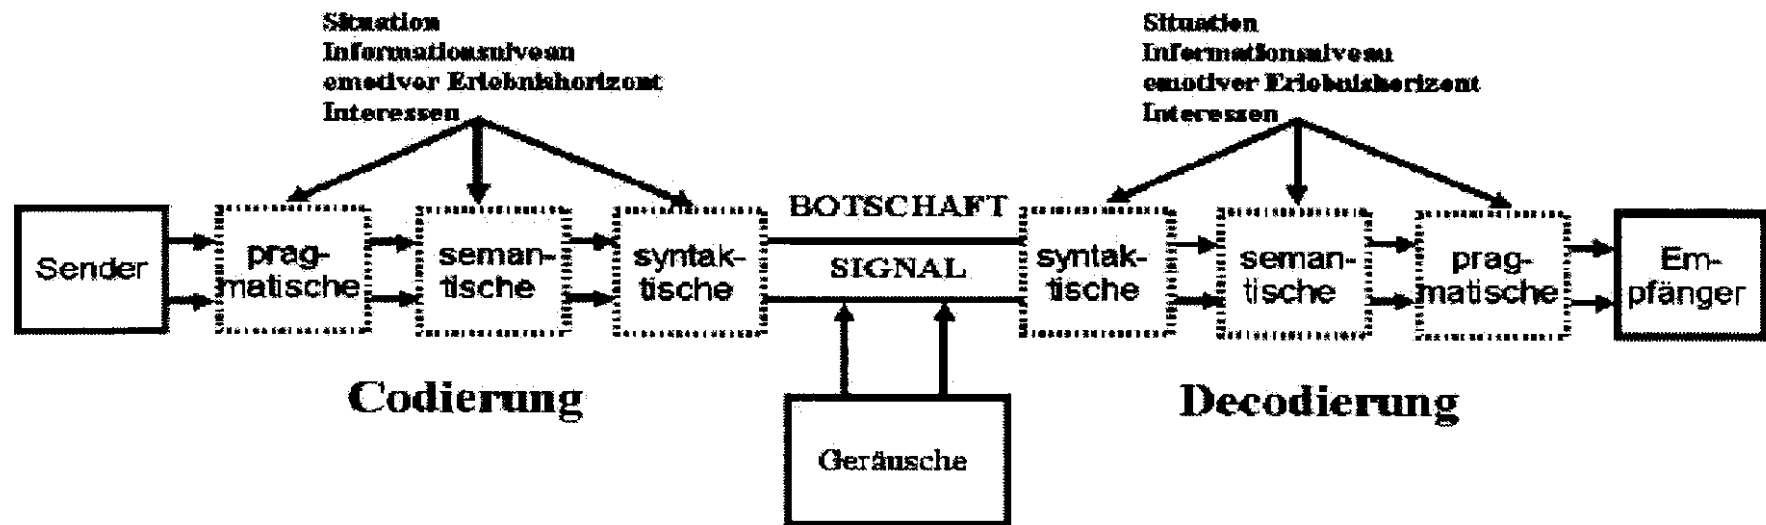 Situation
Informationsniveau
emotiver Erlebnishorizont
Interessen
Situation
Informationsniveau
emotiver Erlebnishorizont
Interessen
Sender
prag-
matische
seman-
tische
syntak-
tische
BOTSCHAFT
SIGNAL
syntak-
tische
seman-
tische
prag-
matische
Em-
pfänger
Codierung
Decodierung
Geräusche